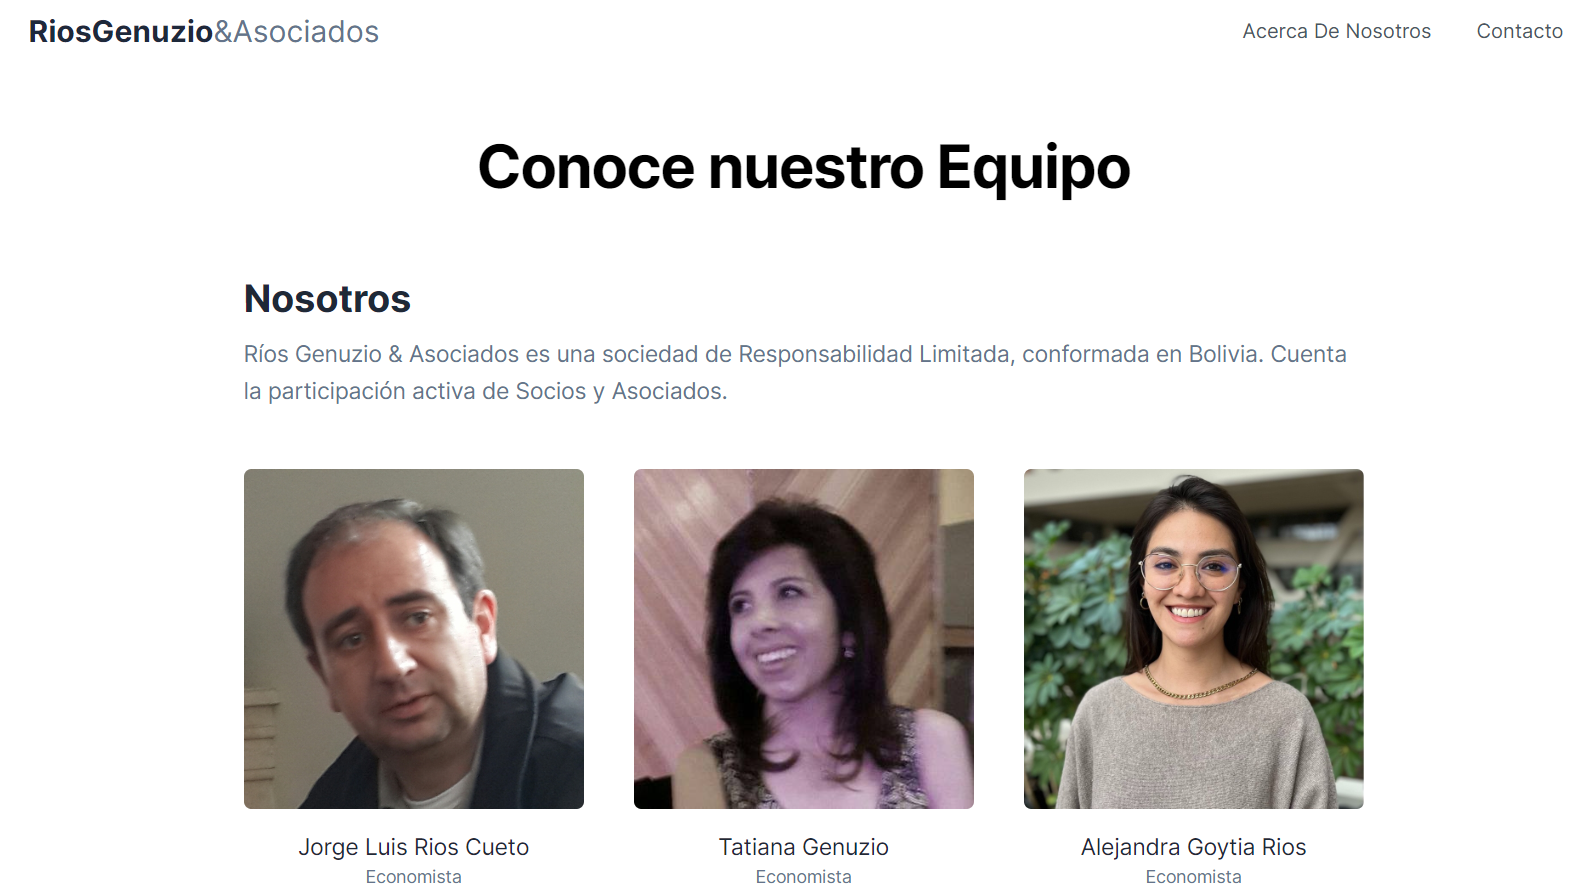 RiosGenuzio&Asociados
Acerca De Nosotros
Contacto
Conoce nuestro Equipo
Nosotros
Ríos Genuzio & Asociados es una sociedad de Responsabilidad Limitada, conformada en Bolivia. Cuenta
la participación activa de Socios y Asociados.
Jorge Luis Rios Cueto
Economista
Tatiana Genuzio
Economista
Alejandra Goytia Rios
Economista